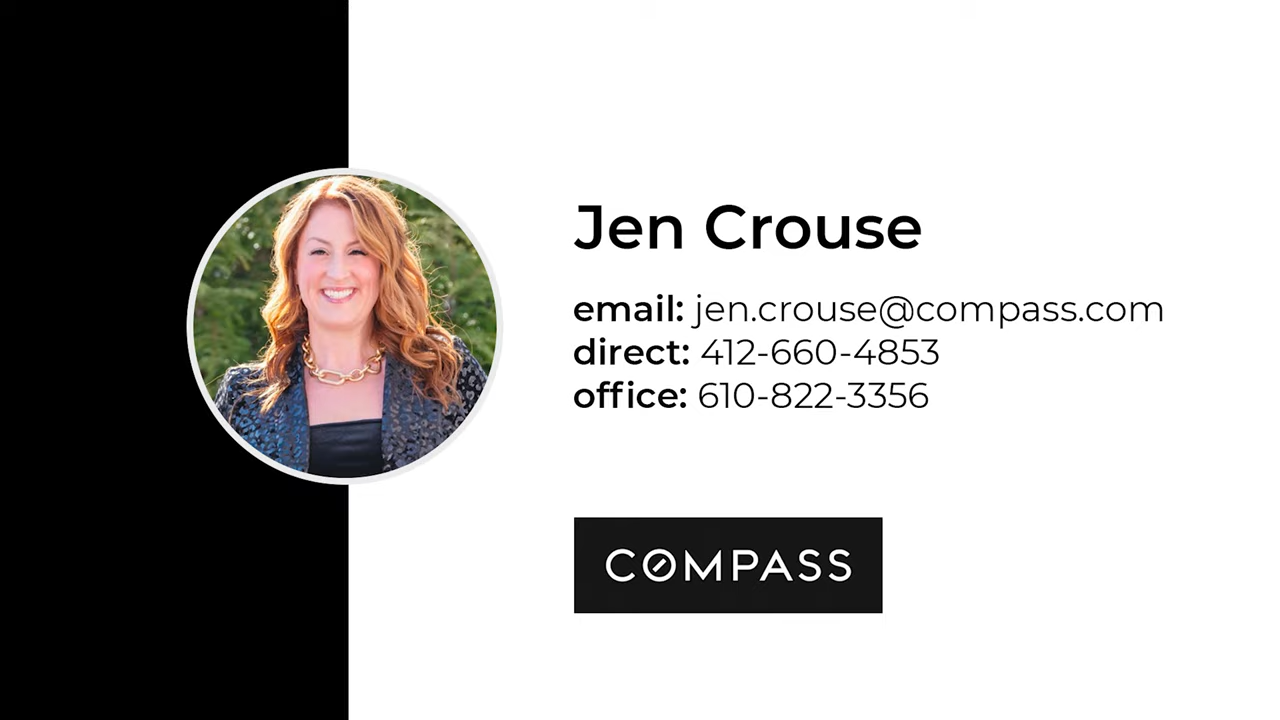 Jen Crouse
email: jen.crouse@compass.com
direct: 412-660-4853
office: 610-822-3356
COMPASS